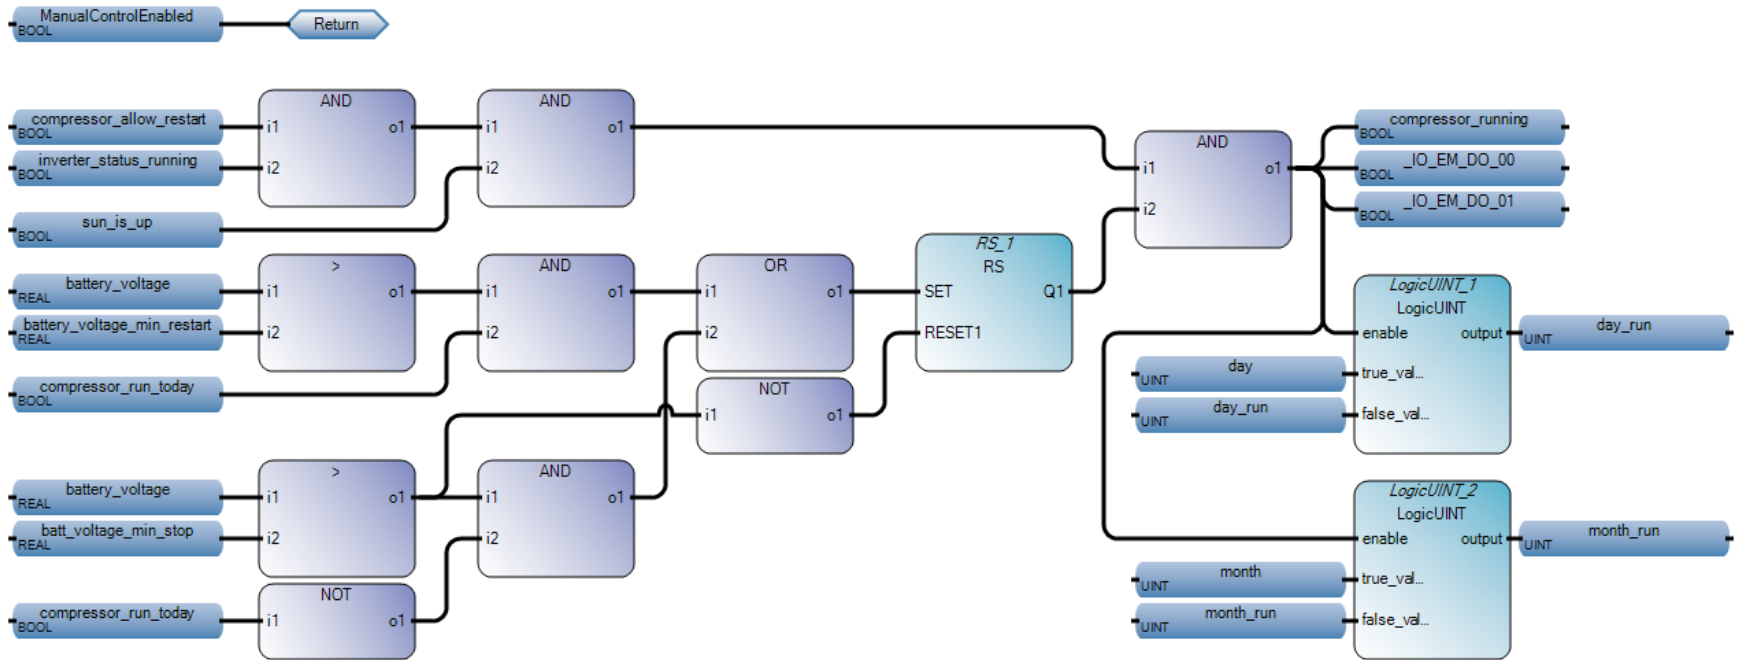 ManualControlEnabled
BOOL
Return
AND
compressor_allow_restart
BOOL
i1
o1
inverter_status_running
BOOL
i2
AND
i1
o1
i2
sun_is_up
BOOL
AND
i1
o1
i2
compressor_running
BOOL
_IO_EM_DO_00
BOOL
_IO_EM_DO_01
BOOL
>
battery_voltage
REAL
i1
o1
battery_voltage_min_restart
REAL
i2
AND
i1
o1
i2
compressor_run_today
BOOL
OR
i1
o1
i2
RS_1
RS
SET
Q1
RESET1
NOT
i1
o1
>
battery_voltage
REAL
i1
o1
batt_voltage_min_stop
REAL
i2
AND
i1
o1
i2
NOT
compressor_run_today
BOOL
i1
o1
LogicUINT_1
LogicUINT
enable
output
day_run
UINT
day
UINT
true_val...
day_run
UINT
false_val...
LogicUINT_2
LogicUINT
enable
output
month_run
UINT
month
UINT
true_val...
month_run
UINT
false_val...